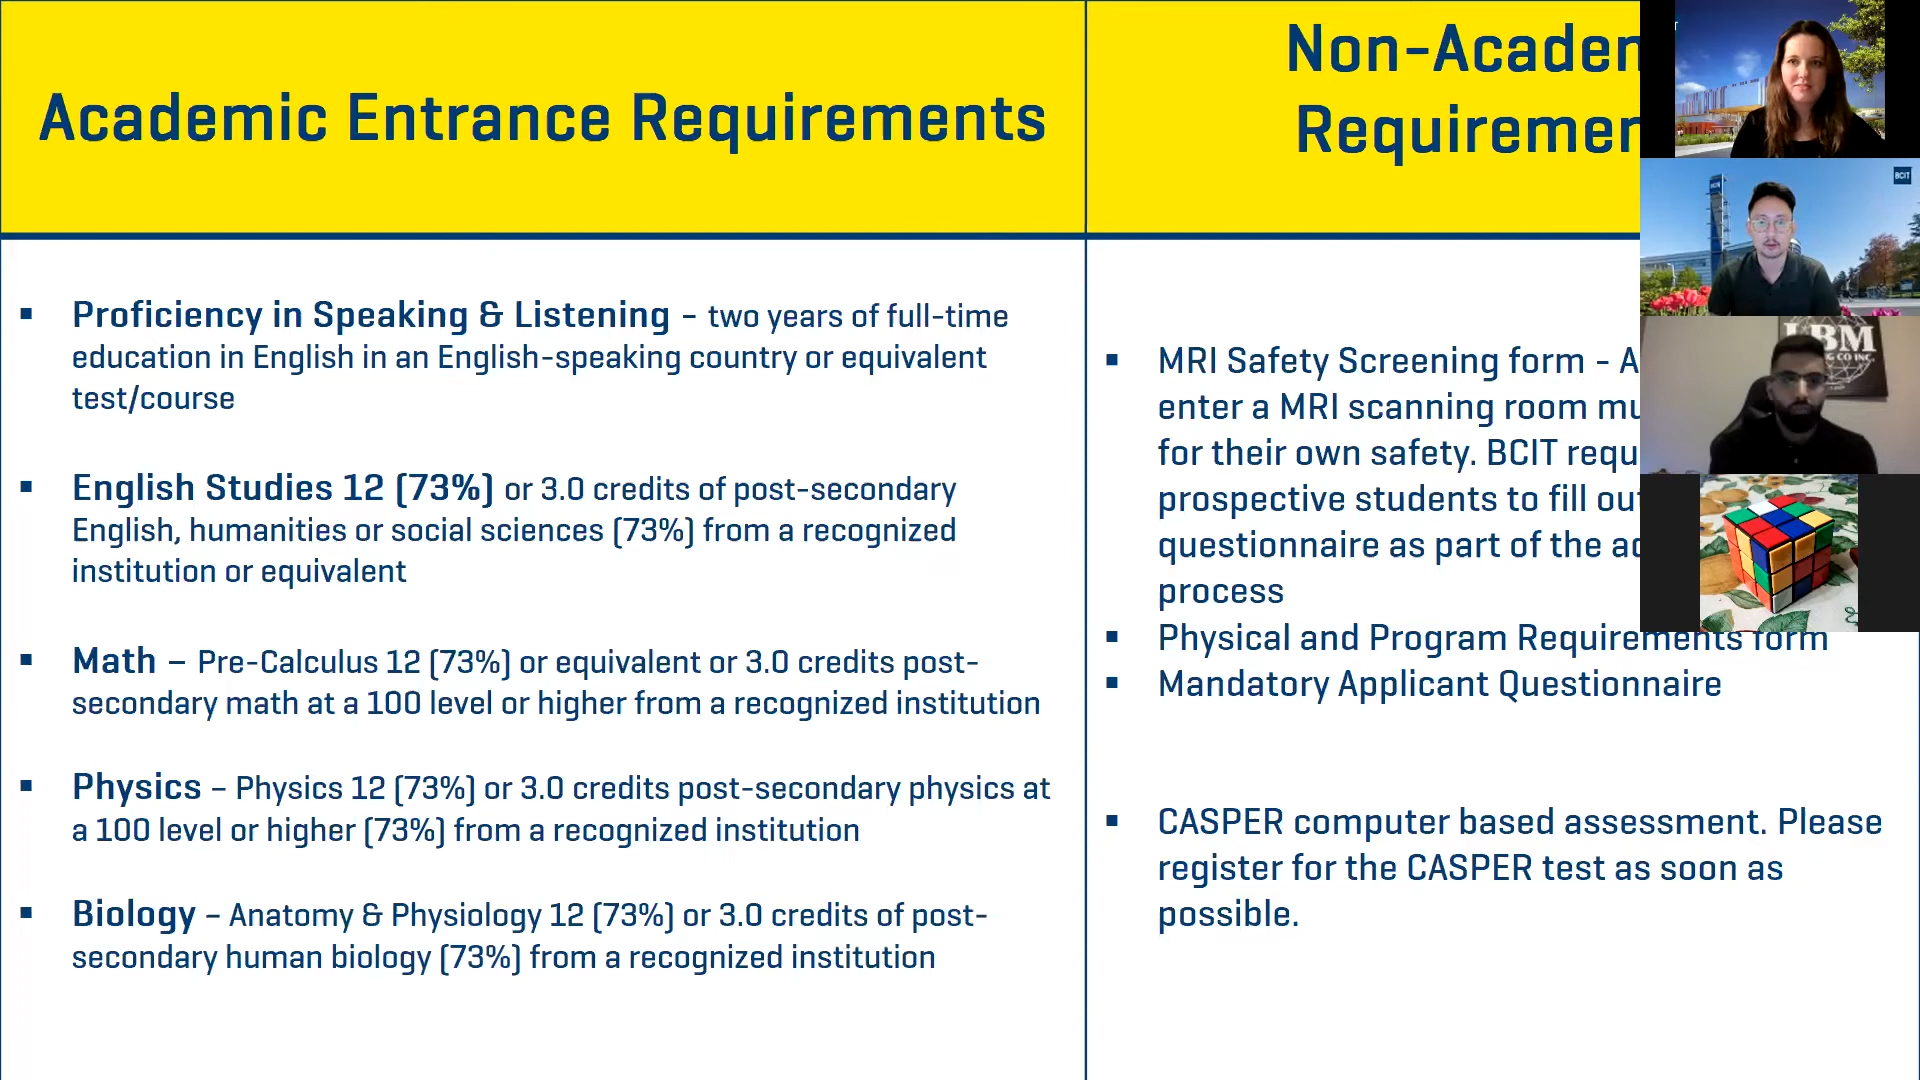 Academic Entrance Requirements
Non-Academ
Requiremen
▪ Proficiency in Speaking & Listening – two years of full-time
education in English in an English-speaking country or equivalent
test/course
▪ English Studies 12 (73%) or 3.0 credits of post-secondary
English, humanities or social sciences (73%) from a recognized
institution or equivalent
▪ Math – Pre-Calculus 12 (73%) or equivalent or 3.0 credits post-
secondary math at a 100 level or higher from a recognized institution
▪ Physics – Physics 12 (73%) or 3.0 credits post-secondary physics at
a 100 level or higher (73%) from a recognized institution
▪ Biology – Anatomy & Physiology 12 (73%) or 3.0 credits of post-
secondary human biology (73%) from a recognized institution
▪ MRI Safety Screening form -
enter a MRI scanning room
for their own safety. BCIT
prospective students to fill
questionnaire as part of the
process
▪ Physical and Program Requirements form
▪ Mandatory Applicant Questionnaire
▪ CASPER computer based assessment. Please
register for the CASPER test as soon as
possible.
BCIT
LBM
CO INC.